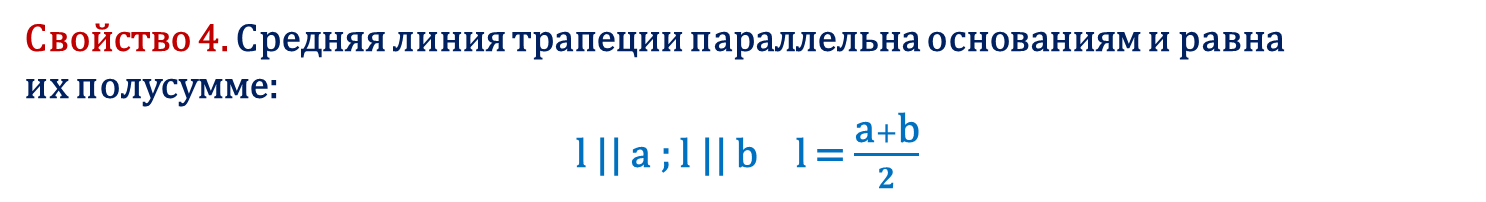 Свойство 4. Средняя линия трапеции параллельна основаниям и равна
их полусумме:
l || a ; l || b l = a+b/2